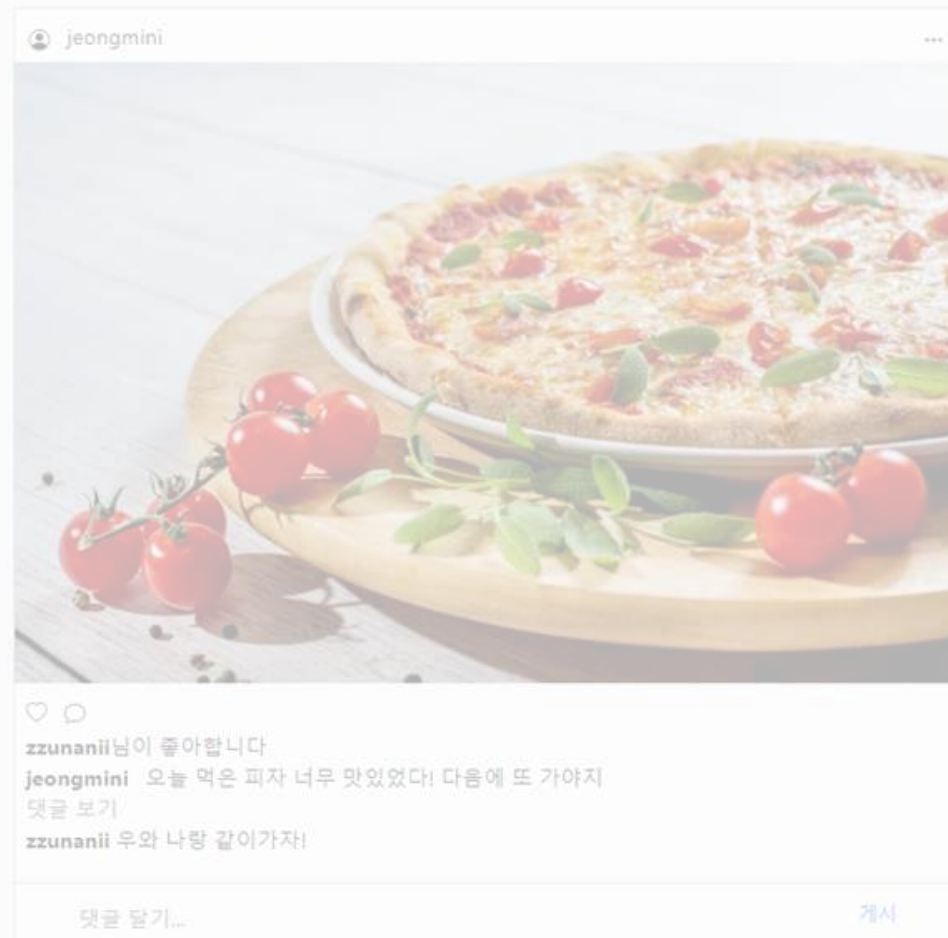 jeongmini
zzunanii님이 좋아합니다
jeongmini 오늘 먹은 피자 너무 맛있었다! 다음에 또 가야지
댓글 보기
zzunanii 우와 나랑 같이가자!
댓글 달기...
게시